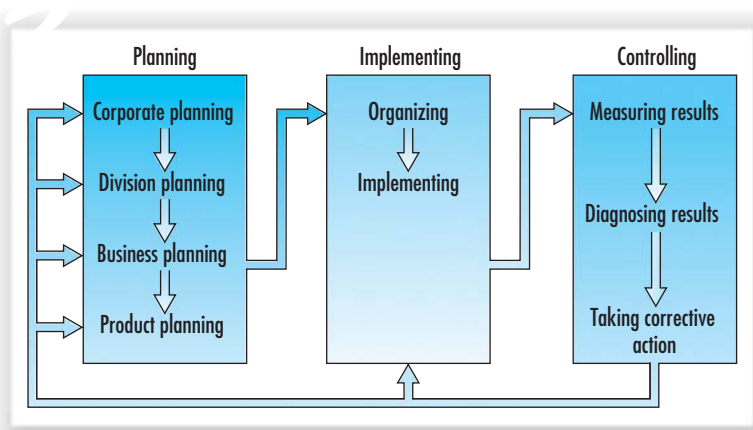 Planning
Corporate planning
Division planning
Business planning
Product planning
Implementing
Organizing
Implementing
Controlling
Measuring results
Diagnosing results
Taking corrective
action